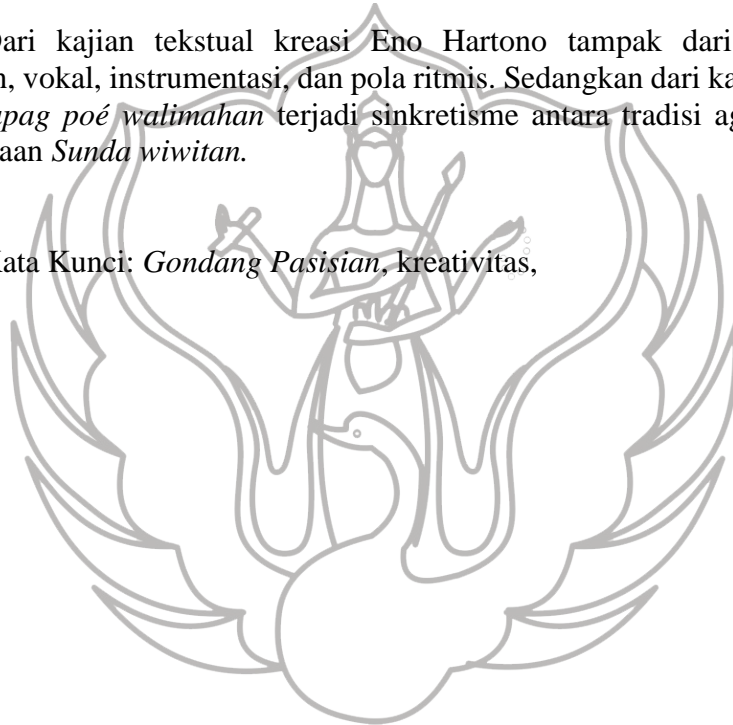 Dari kajian tekstual kreasi Eno Hartono tampak dari
vokal, instrumentasi, dan pola ritmis. Sedangkan dari
poé walimahan terjadi sinkretisme antara tradisi
Sunda wiwitan.
Kata Kunci: Gondang Pasisian, kreativitas,